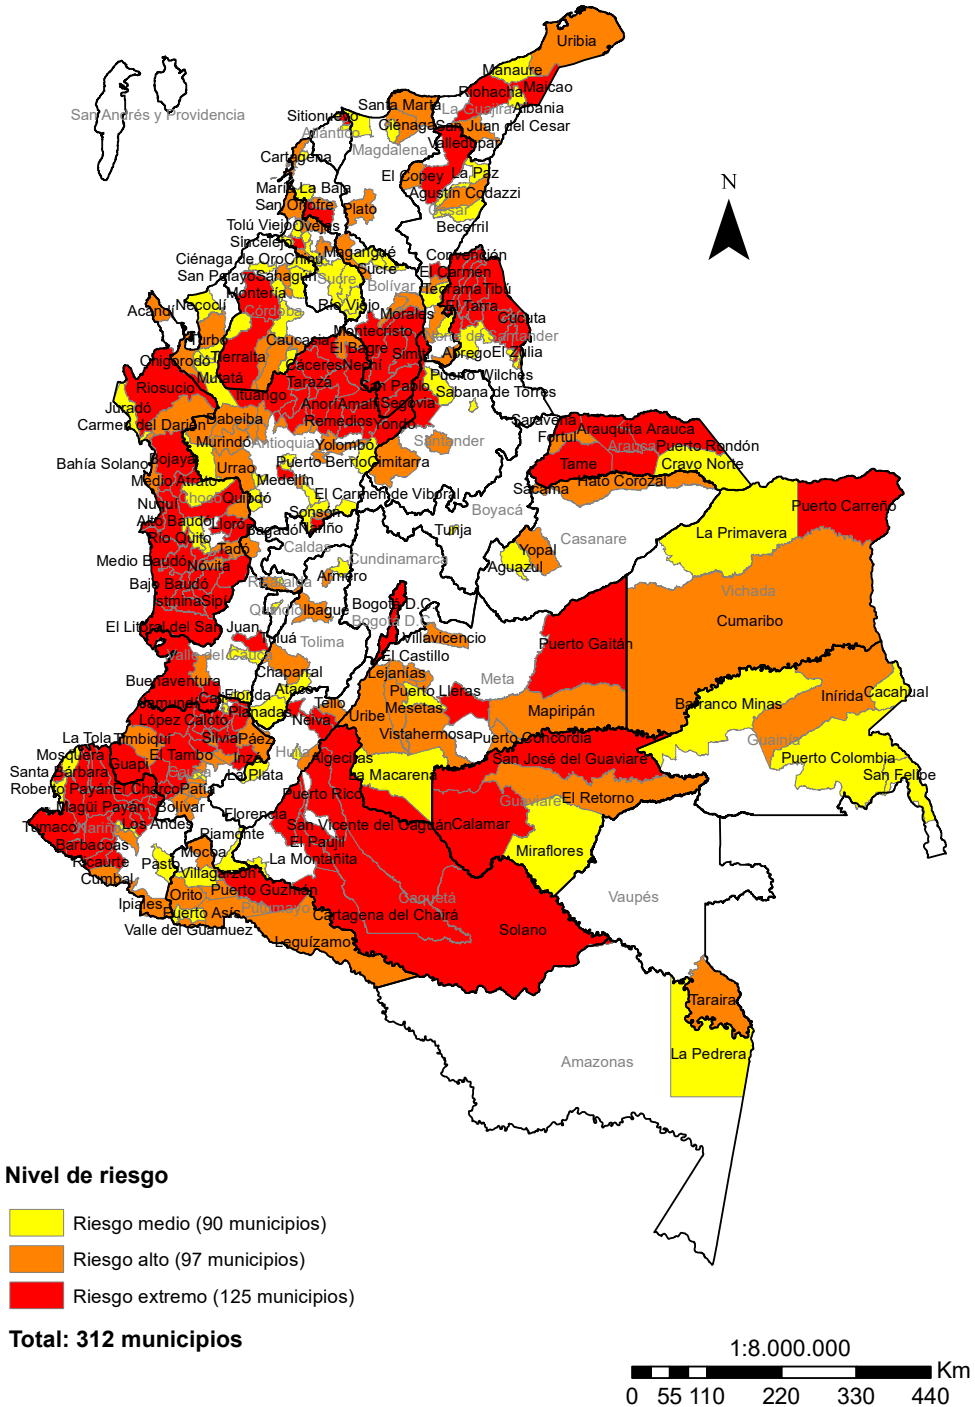 Uribia
Manaure
Riohacha
Maicao
Santa Marta
La Guajira
Albania
Sitionuevo
Ciénaga
San Juan del Cesar
San Andrés y Providencia
Atlántico
Magdalena
Valledupar
Cartagena
El Copey
La Paz
María La Baja
Agustín Codazzi
San Onofre
Plato
Cesar
Tolú Viejo
Ovejas
Becerril
Sincelejo
Magangué
Convención
Ciénaga de Oro
Chinú
Sucre
El Carmen
San Pelayo
Sahagún
Sucre
Bolívar
Teorama
Tibú
Montería
Acandí
Necoclí
Córdoba
Río Viejo
Morales
El Tarra
Cúcuta
Turbo
Caucasia
Montecristo
Norte de Santander
Chigorodó
Tierralta
El Bagre
Simití
Abrego
El Zulia
Riosucio
Mutatá
Cáceres
Nechí
Puerto Wilches
Tarazá
San Pablo
Sabana de Torres
Juradó
Ituango
Anorí
Amalfi
Segovia
Carmen del Darién
Dabeiba
Remedios
Yondó
Saravena
Arauquita
Arauca
Murindó
Antioquia
Yolombó
Santander
Fortul
Arauca
Puerto Rondón
Bahía Solano
Bojaya
Urrao
Puerto Berrío
Cimitarra
Tame
Cravo Norte
Medio Atrato
Medellín
Sácama
Hato Corozal
Nuquí
Chocó
Quibdó
El Carmen de Viboral
Puerto Carreño
Alto Baudó
Lloró
Bagadó
Sonsón
Nariño
Boyacá
Río Quito
Tunja
Casanare
La Primavera
Tadó
Caldas
Cundinamarca
Yopal
Medio Baudó
Nóvita
Aguazul
Bajo Baudó
Risaralda
Armero
Vichada
Istmina
Sipí
Quindío
Ibagué
Bogotá D.C.
Bogotá D.C.
Cumaribo
El Litoral del San Juan
Tuluá
Tolima
Villavicencio
Puerto Gaitán
Valle del Cauca
El Castillo
Buenaventura
Chaparral
Lejanías
Meta
Jamundí
Florida
Ataco
Puerto Lleras
Inírida
Cacahual
López
Caloto
Planadas
Tello
Neiva
Uribe
Mesetas
Mapiripán
Barranco Minas
La Tola
Timbiquí
Silvia
Páez
Vistahermosa
Puerto Concordia
Guainía
Mosquera
Guapi
El Tambo
Inzá
Huila
Algeciras
San José del Guaviare
Puerto Colombia
Santa Bárbara
Cauca
La Plata
La Macarena
San Felipe
Roberto Payán
El Charco
Patía
Puerto Rico
Guaviare
El Retorno
Magüí Payán
Bolívar
Florencia
Tumaco
Nariño
Los Andes
San Vicente del Caguán
Calamar
Barbacoas
Piamonte
El Paujil
Miraflores
Ricaurte
Pasto
Mocoa
La Montañita
Cumbal
Villagarzón
Vaupés
Orito
Puerto Guzmán
Caquetá
Ipiales
Puerto Asís
Putumayo
Cartagena del Chairá
Valle del Guamuez
Solano
Leguízamo
Taraira
La Pedrera
Amazonas
N
Nivel de riesgo
Riesgo medio (90 municipios)
Riesgo alto (97 municipios)
Riesgo extremo (125 municipios)
Total: 312 municipios
1:8.000.000
Km
0 55 110 220 330 440